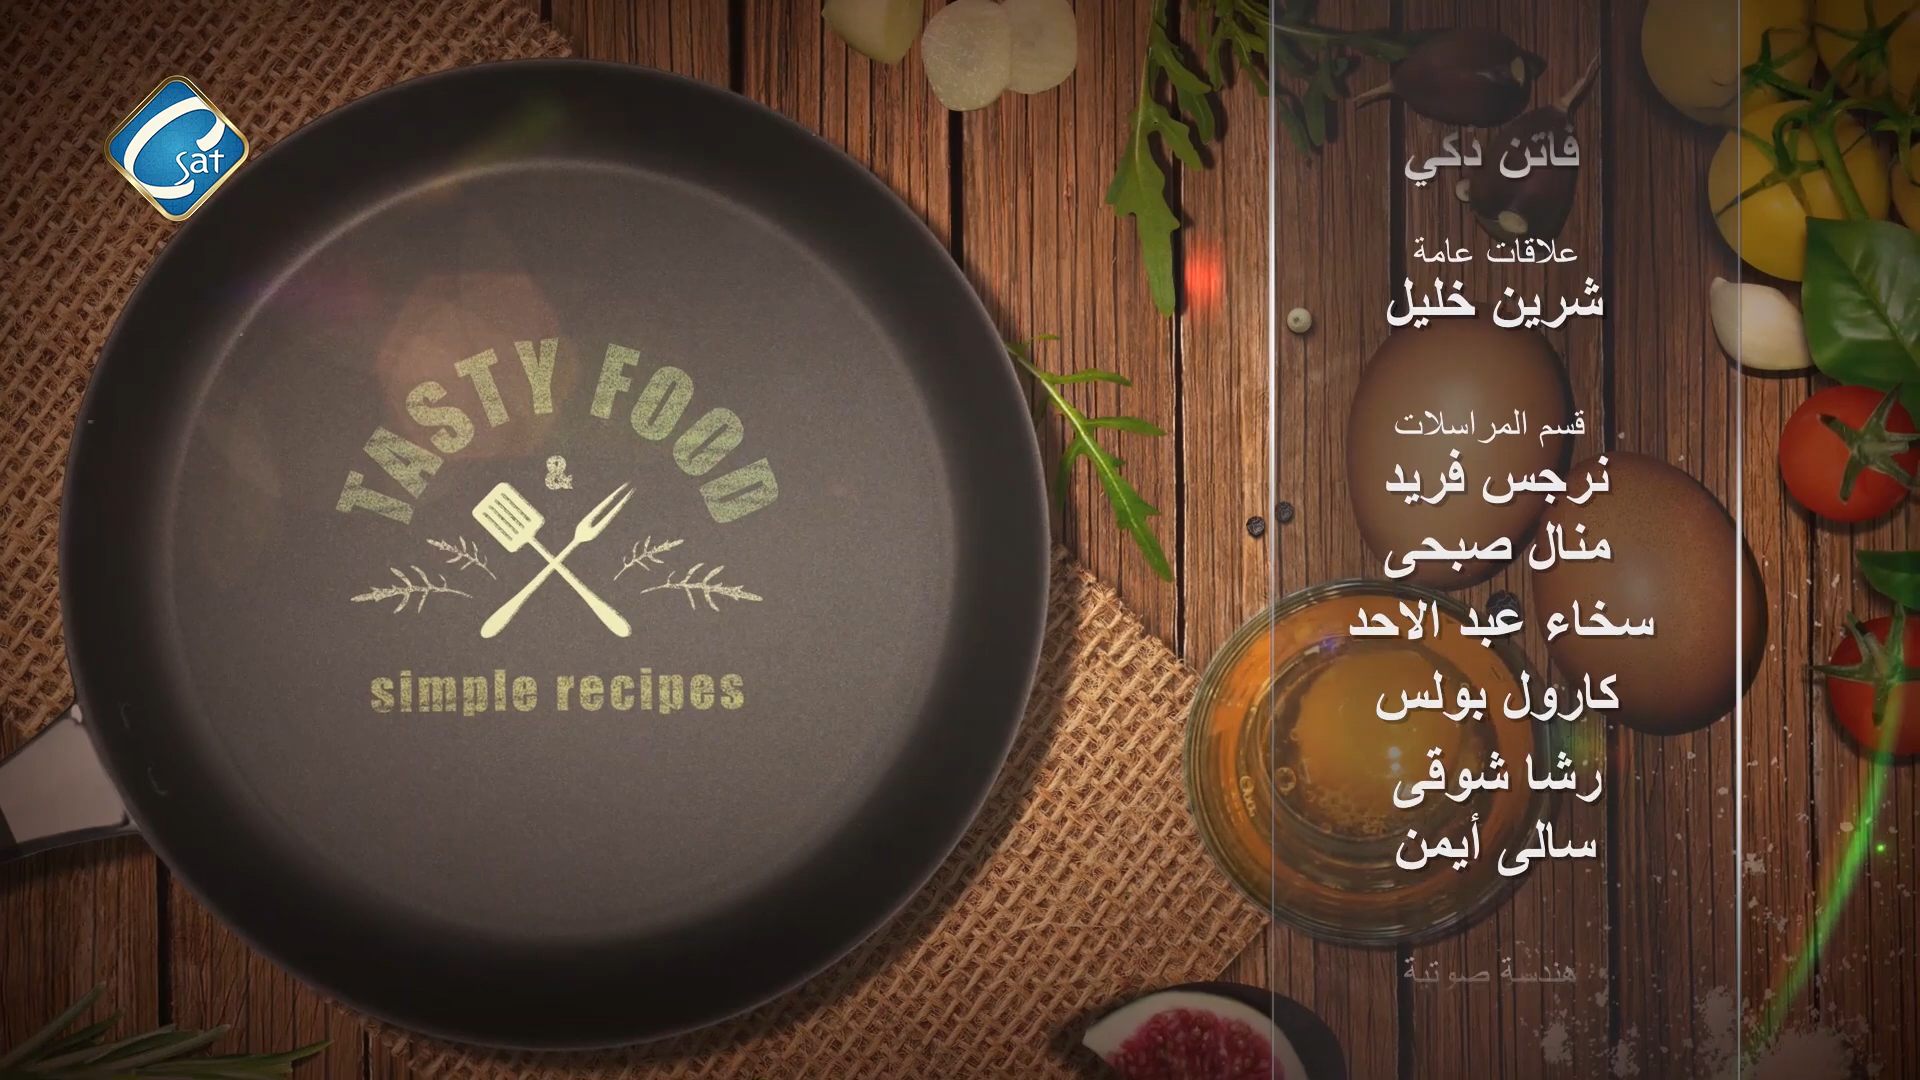 C sat
TASTY FOOD
&
simple recipes
فاتن دكي
علاقات عامة
شرين خليل
قسم المراسلات
نرجس فريد
منال صبحى
سخاء عبد الاحد
كارول بولس
رشا شوقى
سالى أيمن
هندسة صوتية